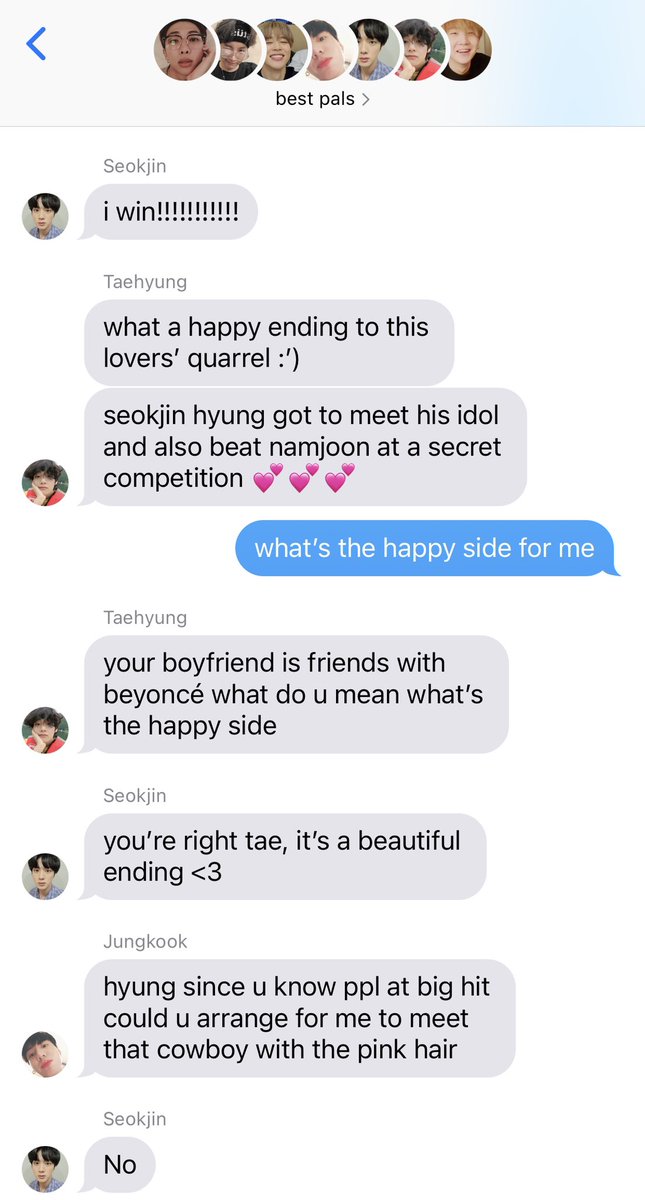 best pals
Seokjin
i win!!!!!!!!!!!
Taehyung
what a happy ending to this
lovers’ quarrel :’)
seokjin hyung got to meet his idol
and also beat namjoon at a secret
competition 💕💕💕
what’s the happy side for me
Taehyung
your boyfriend is friends with
beyoncé what do u mean what’s
the happy side
Seokjin
you’re right tae, it’s a beautiful
ending <3
Jungkook
hyung since u know ppl at big hit
could u arrange for me to meet
that cowboy with the pink hair
Seokjin
No